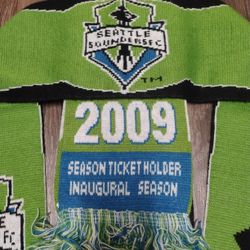 SEATTLE
SOUNDERS FC
TM
2009
SEASON TICKET HOLDER
INAUGURAL SEASON